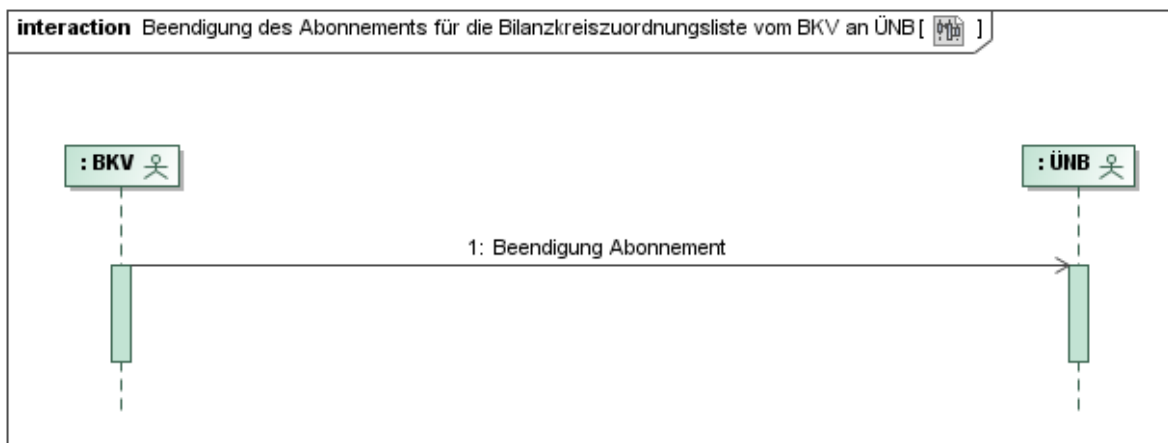 interaction Beendigung des Abonnements für die Bilanzkreiszuordnungsliste vom BKV an ÜNB [ ]
: BKV
: ÜNB
1: Beendigung Abonnement